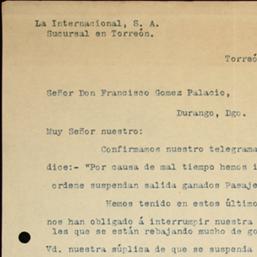 La Internacional, S. A.
Sucursal en Torreón.
Torreó
Señor Don Francisco Gomez Palacio,
Durango, Dgo.
Muy Señor nuestro:
Confirmamos nuestro telegrama
dice:- "Por causa de mal tiempo hemos i
ordene suspendan salida ganados Pasaje
Hemos tenido en estos último
nos han obligado á interrumpir nuestra
les que se están rebajando mucho de go
Vd. nuestra súplica de que se suspenda